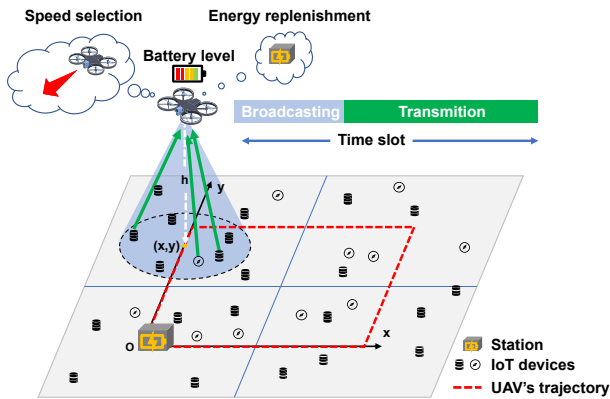 Speed selection
Energy replenishment
Battery level
Broadcasting
Transmition
Time slot
h
y
(x,y)
x
O
Station
IoT devices
UAV's trajectory